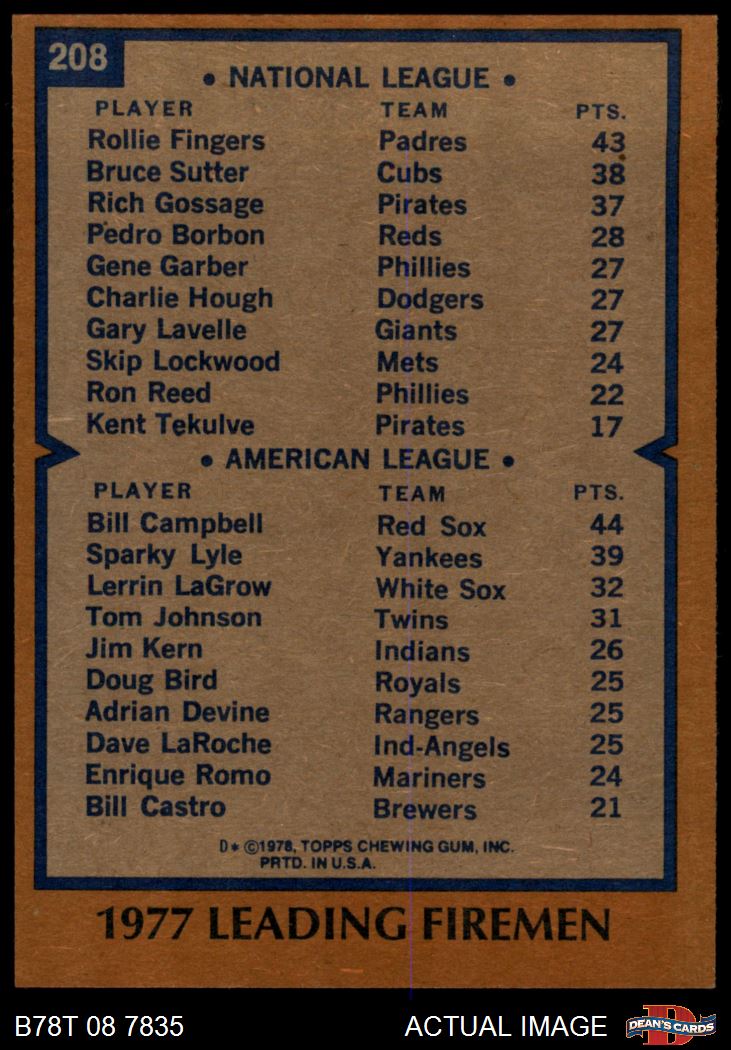 208
• NATIONAL LEAGUE •
PLAYER TEAM PTS.
Rollie Fingers Padres 43
Bruce Sutter Cubs 38
Rich Gossage Pirates 37
Pedro Borbon Reds 28
Gene Garber Phillies 27
Charlie Hough Dodgers 27
Gary Lavelle Giants 27
Skip Lockwood Mets 24
Ron Reed Phillies 22
Kent Tekulve Pirates 17
• AMERICAN LEAGUE •
PLAYER TEAM PTS.
Bill Campbell Red Sox 44
Sparky Lyle Yankees 39
Lerrin LaGrow White Sox 32
Tom Johnson Twins 31
Jim Kern Indians 26
Doug Bird Royals 25
Adrian Devine Rangers 25
Dave LaRoche Ind-Angels 25
Enrique Romo Mariners 24
Bill Castro Brewers 21
D* ©1978, TOPPS CHEWING GUM, INC.
PRTD. IN U.S.A.
1977 LEADING FIREMEN
B78T 08 7835 ACTUAL IMAGE
D
DEAN'S CARDS